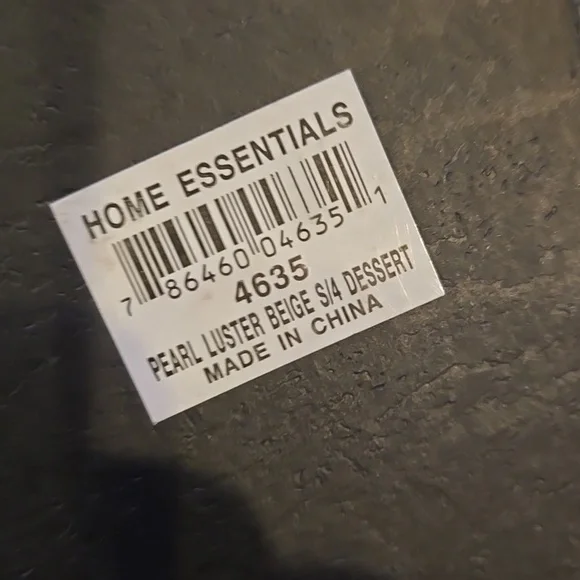 HOME ESSENTIALS
7 86460 04635 1
4635
PEARL LUSTER BEIGE S/4 DESSERT
MADE IN CHINA